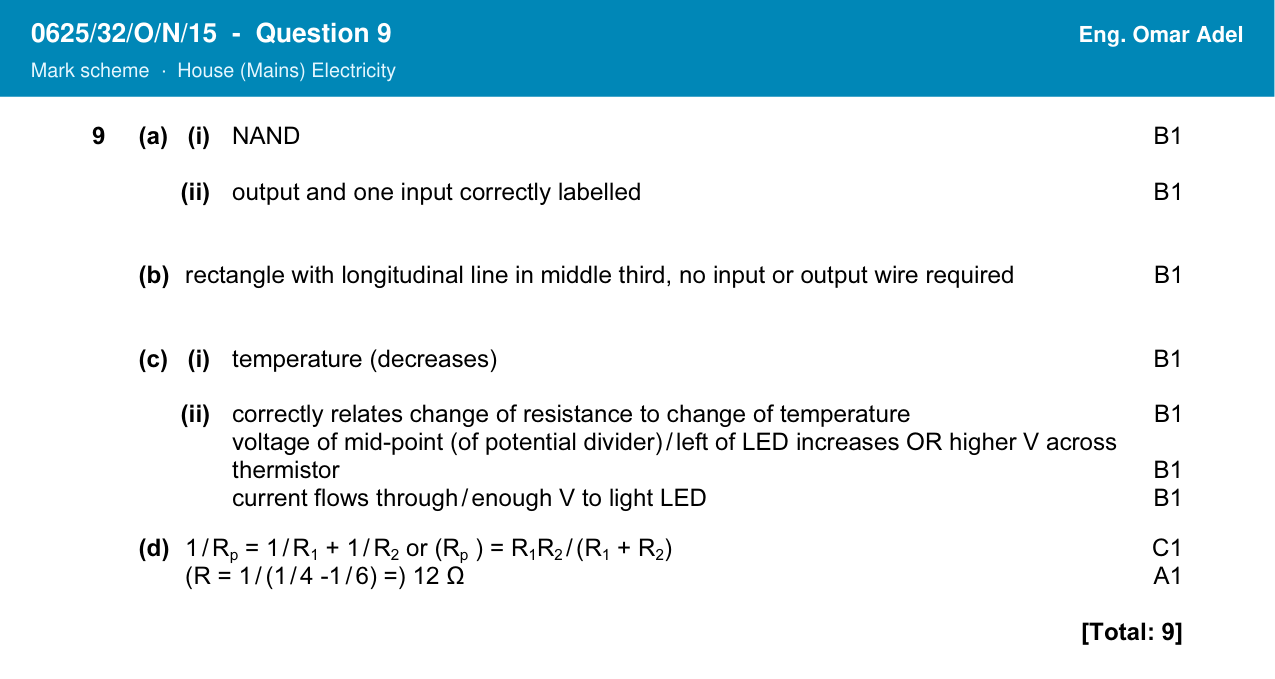 0625/32/O/N/15 - Question 9 Eng. Omar Adel
Mark scheme · House (Mains) Electricity
9 (a) (i) NAND B1
(ii) output and one input correctly labelled B1
(b) rectangle with longitudinal line in middle third, no input or output wire required B1
(c) (i) temperature (decreases) B1
(ii) correctly relates change of resistance to change of temperature B1
voltage of mid-point (of potential divider)/left of LED increases OR higher V across
thermistor B1
current flows through/enough V to light LED B1
(d) 1/Rₚ = 1/R₁ + 1/R₂ or (Rₚ ) = R₁R₂/(R₁ + R₂) C1
(R = 1/(1/4 -1/6) =) 12 Ω A1
[Total: 9]